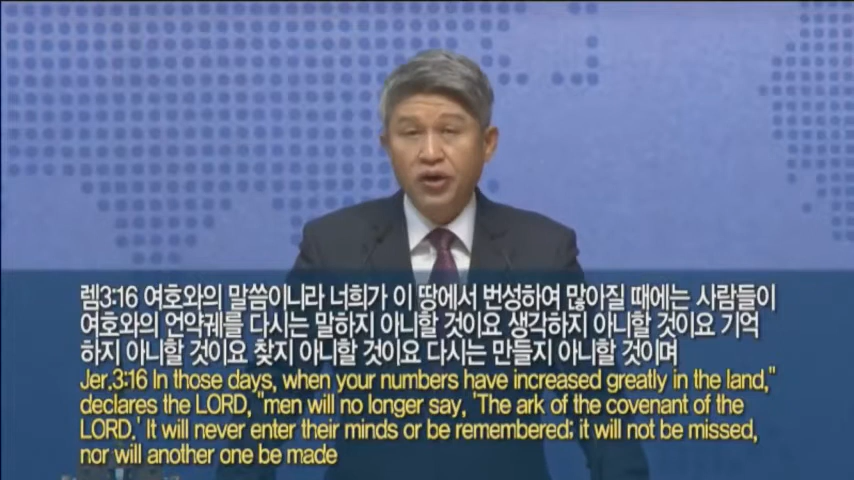 렘3:16 여호와의 말씀이니라 너희가 이 땅에서 번성하여 많아질 때에는 사람들이
여호와의 언약궤를 다시는 말하지 아니할 것이요 생각하지 아니할 것이요 기억
하지 아니할 것이요 찾지 아니할 것이요 다시는 만들지 아니할 것이며
Jer.3:16 In those days, when your numbers have increased greatly in the land,"
declares the LORD, "men will no longer say, 'The ark of the covenant of the
LORD.' It will never enter their minds or be remembered; it will not be missed,
nor will another one be made